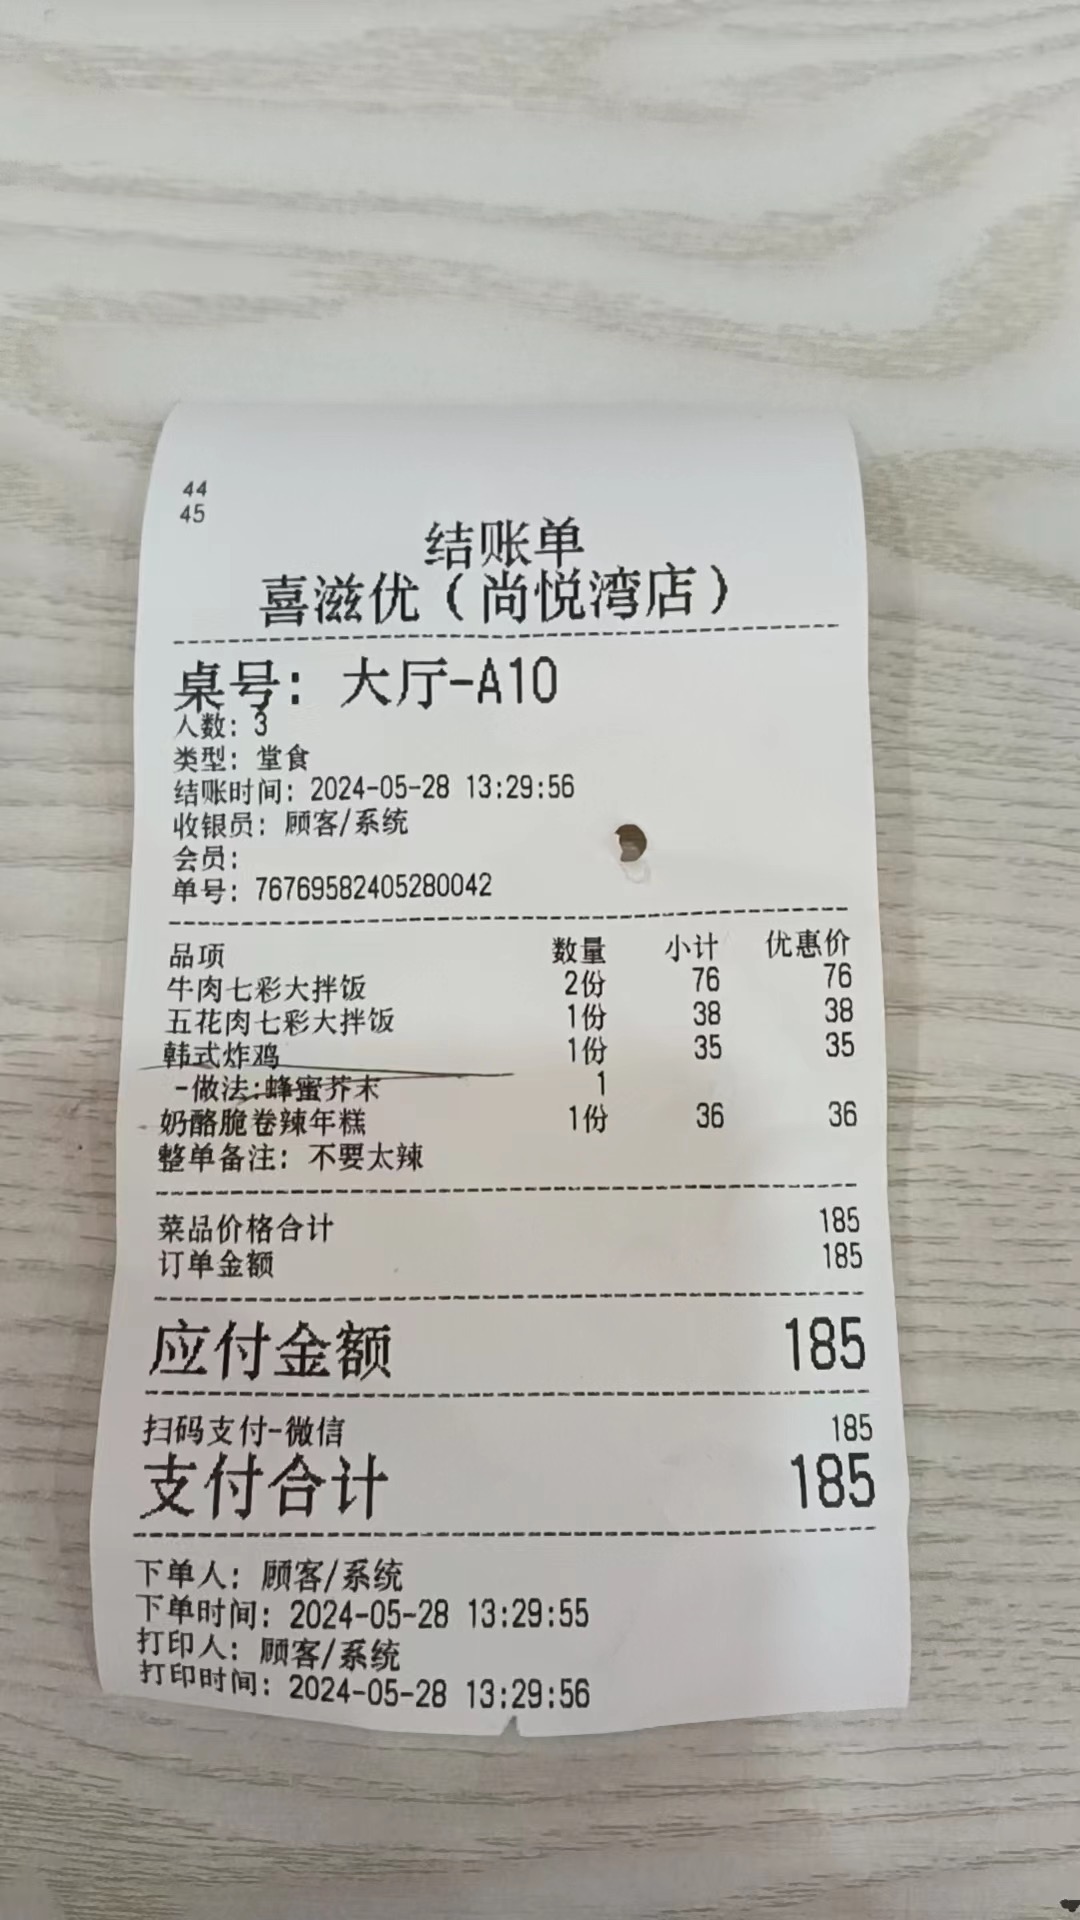 44
45
结账单
喜滋优（尚悦湾店）
桌号： 大厅-A10
人数: 3
类型: 堂食
结账时间: 2024-05-28 13:29:56
收银员: 顾客/系统
会员:
单号: 76769582405280042
品项 数量 小计 优惠价
牛肉七彩大拌饭 2份 76 76
五花肉七彩大拌饭 1份 38 38
韩式炸鸡 1份 35 35
-做法:蜂蜜芥末 1
奶酪脆卷辣年糕 1份 36 36
整单备注: 不要太辣
菜品价格合计 185
订单金额 185
应付金额 185
扫码支付-微信 185
支付合计 185
下单人: 顾客/系统
下单时间: 2024-05-28 13:29:55
打印人: 顾客/系统
打印时间: 2024-05-28 13:29:56